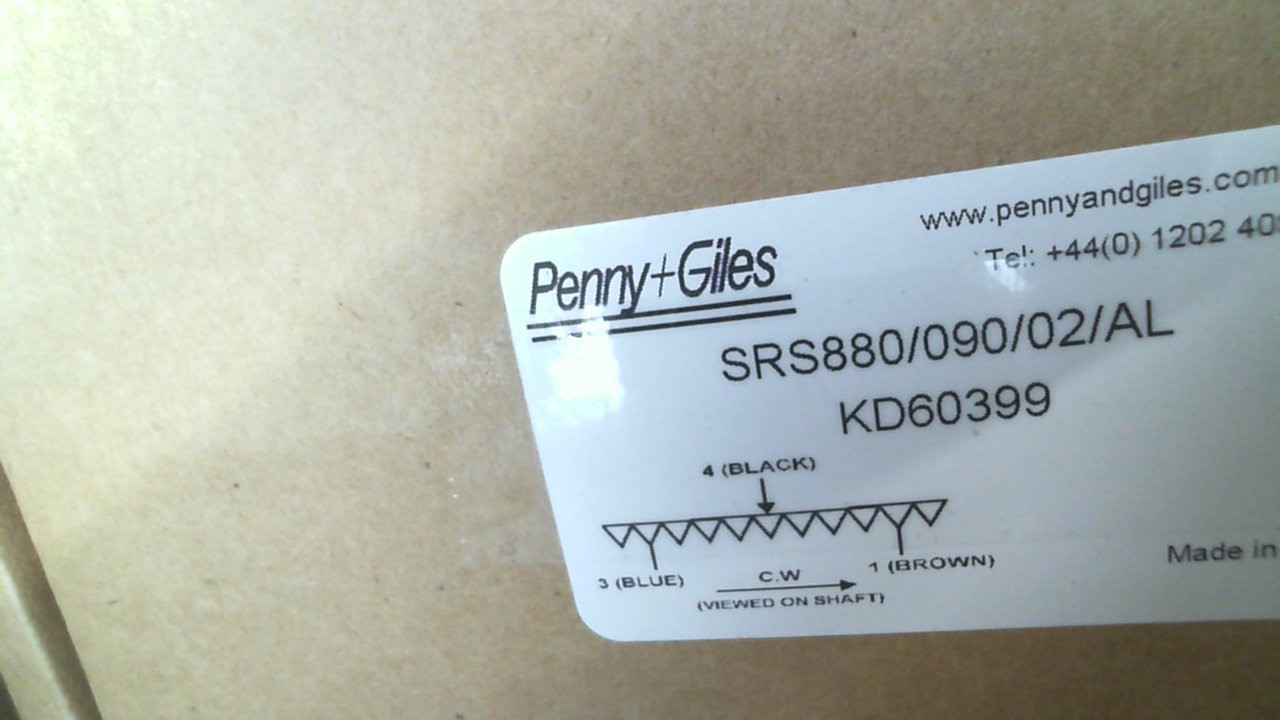 Penny+Giles
www.pennyandgiles.com
Tel: +44(0) 1202 40
SRS880/090/02/AL
KD60399
4 (BLACK)
3 (BLUE)
1 (BROWN)
C.W
(VIEWED ON SHAFT)
Made in